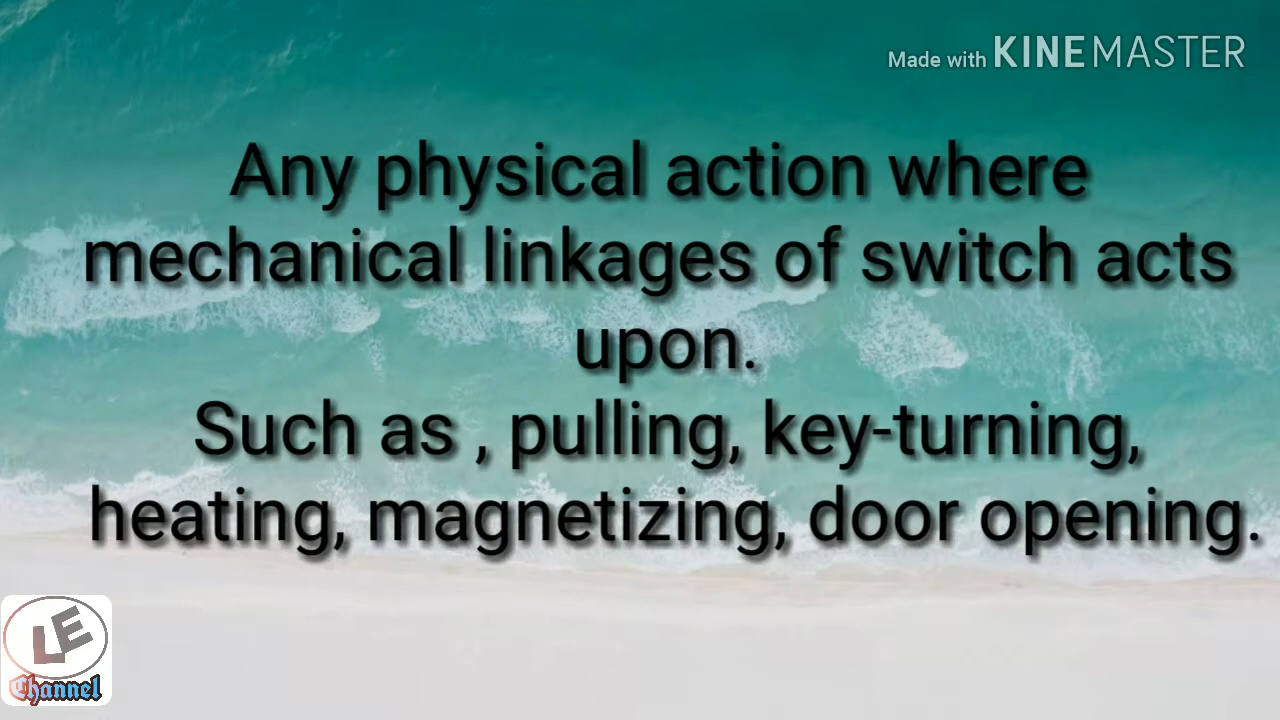 Made with KINEMASTER
Any physical action where
mechanical linkages of switch acts
upon.
Such as , pulling, key-turning,
heating, magnetizing, door opening.
LE
Channel